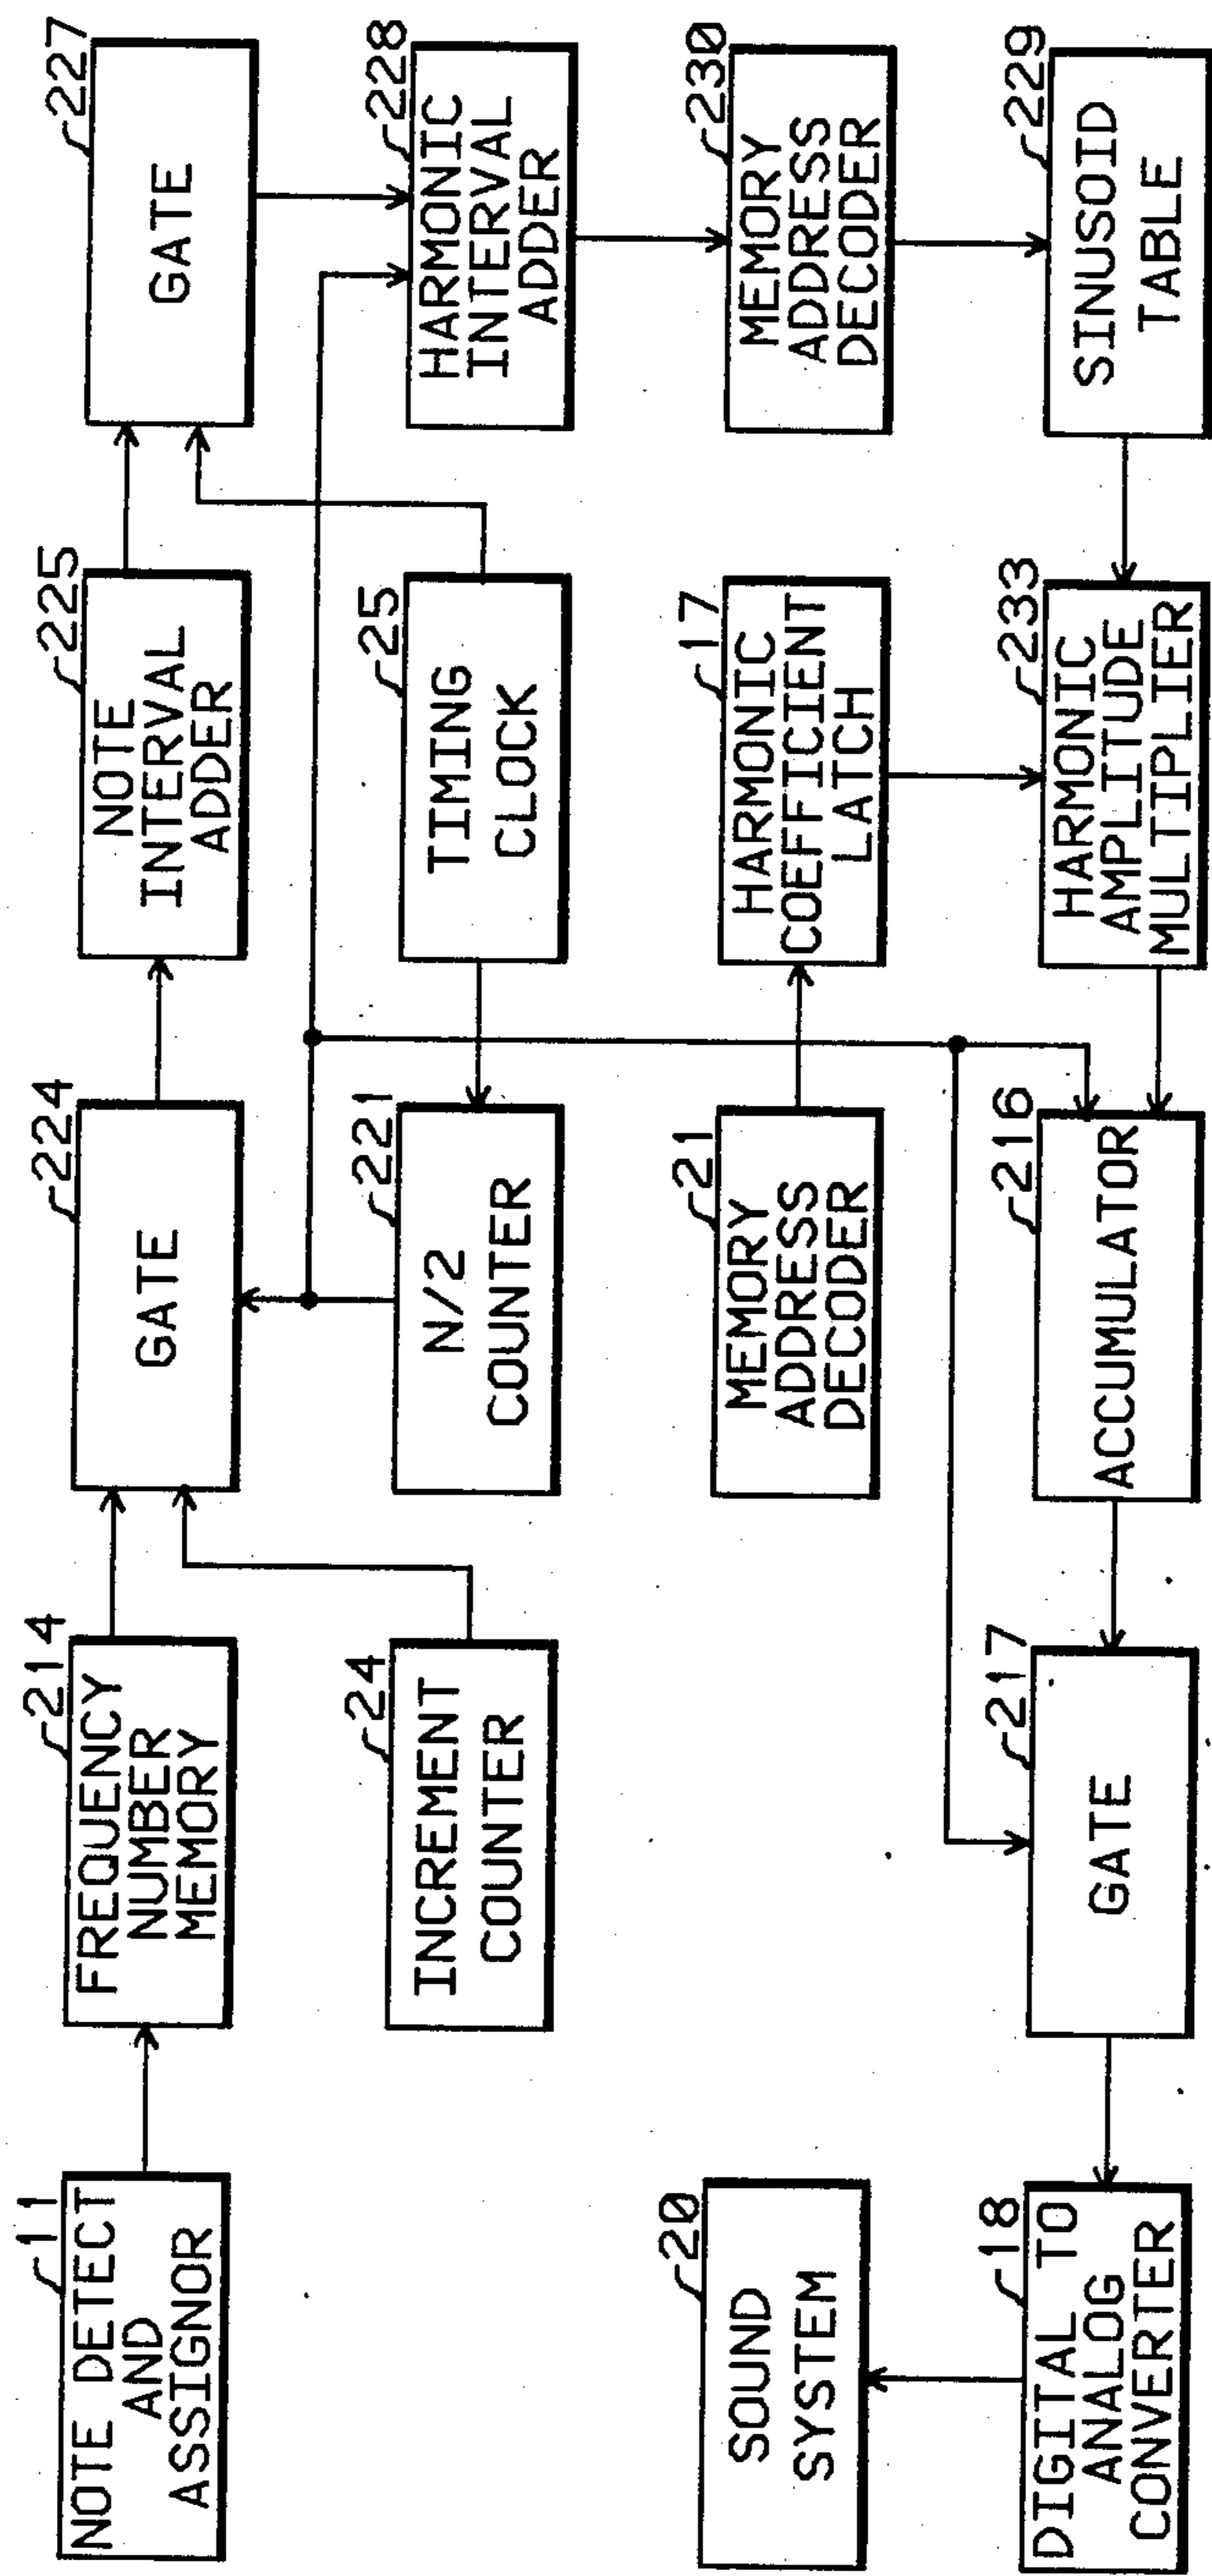 11
NOTE DETECT
AND
ASSIGNOR
214
FREQUENCY
NUMBER
MEMORY
224
GATE
225
NOTE
INTERVAL
ADDER
227
GATE
24
INCREMENT
COUNTER
221
N/2
COUNTER
25
TIMING
CLOCK
228
HARMONIC
INTERVAL
ADDER
20
SOUND
SYSTEM
21
MEMORY
ADDRESS
DECODER
17
HARMONIC
COEFFICIENT
LATCH
230
MEMORY
ADDRESS
DECODER
18
DIGITAL TO
ANALOG
CONVERTER
217
GATE
216
ACCUMULATOR
233
HARMONIC
AMPLITUDE
MULTIPLIER
229
SINUSOID
TABLE